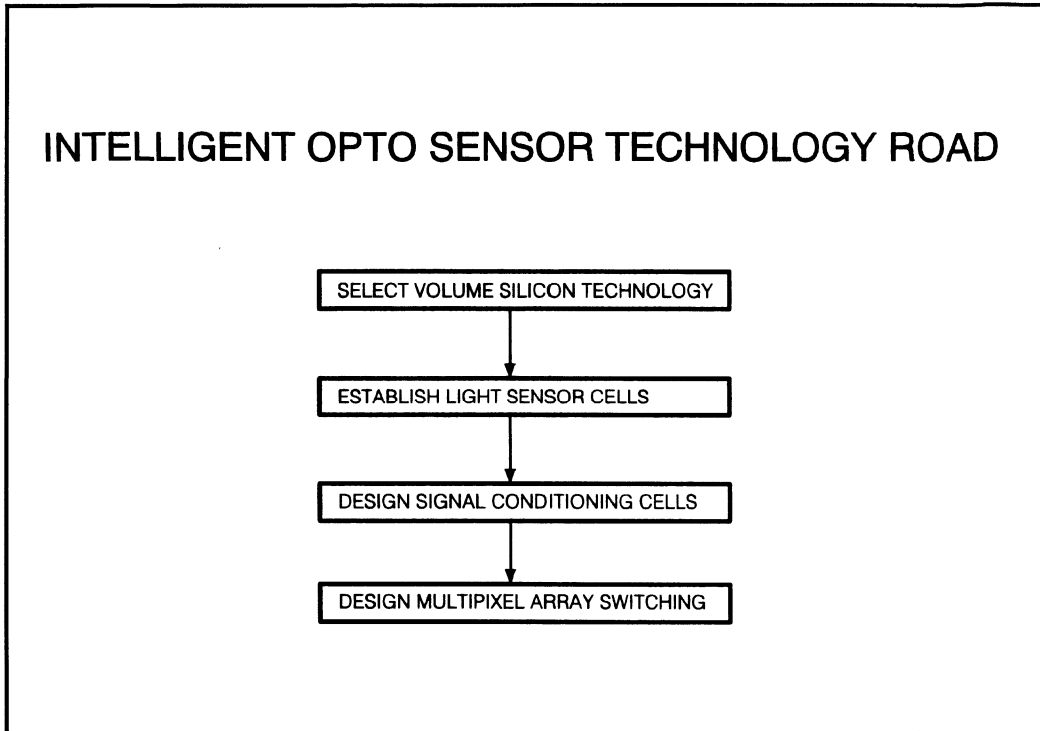 INTELLIGENT OPTO SENSOR TECHNOLOGY ROAD
SELECT VOLUME SILICON TECHNOLOGY
ESTABLISH LIGHT SENSOR CELLS
DESIGN SIGNAL CONDITIONING CELLS
DESIGN MULTIPIXEL ARRAY SWITCHING